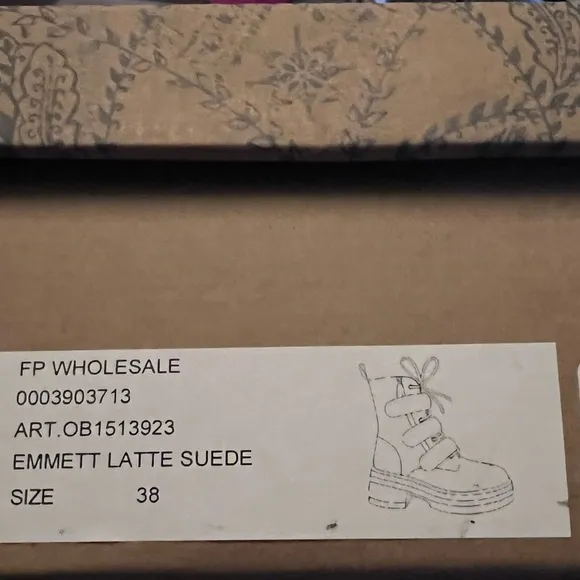 FP WHOLESALE
0003903713
ART.OB1513923
EMMETT LATTE SUEDE
SIZE 38